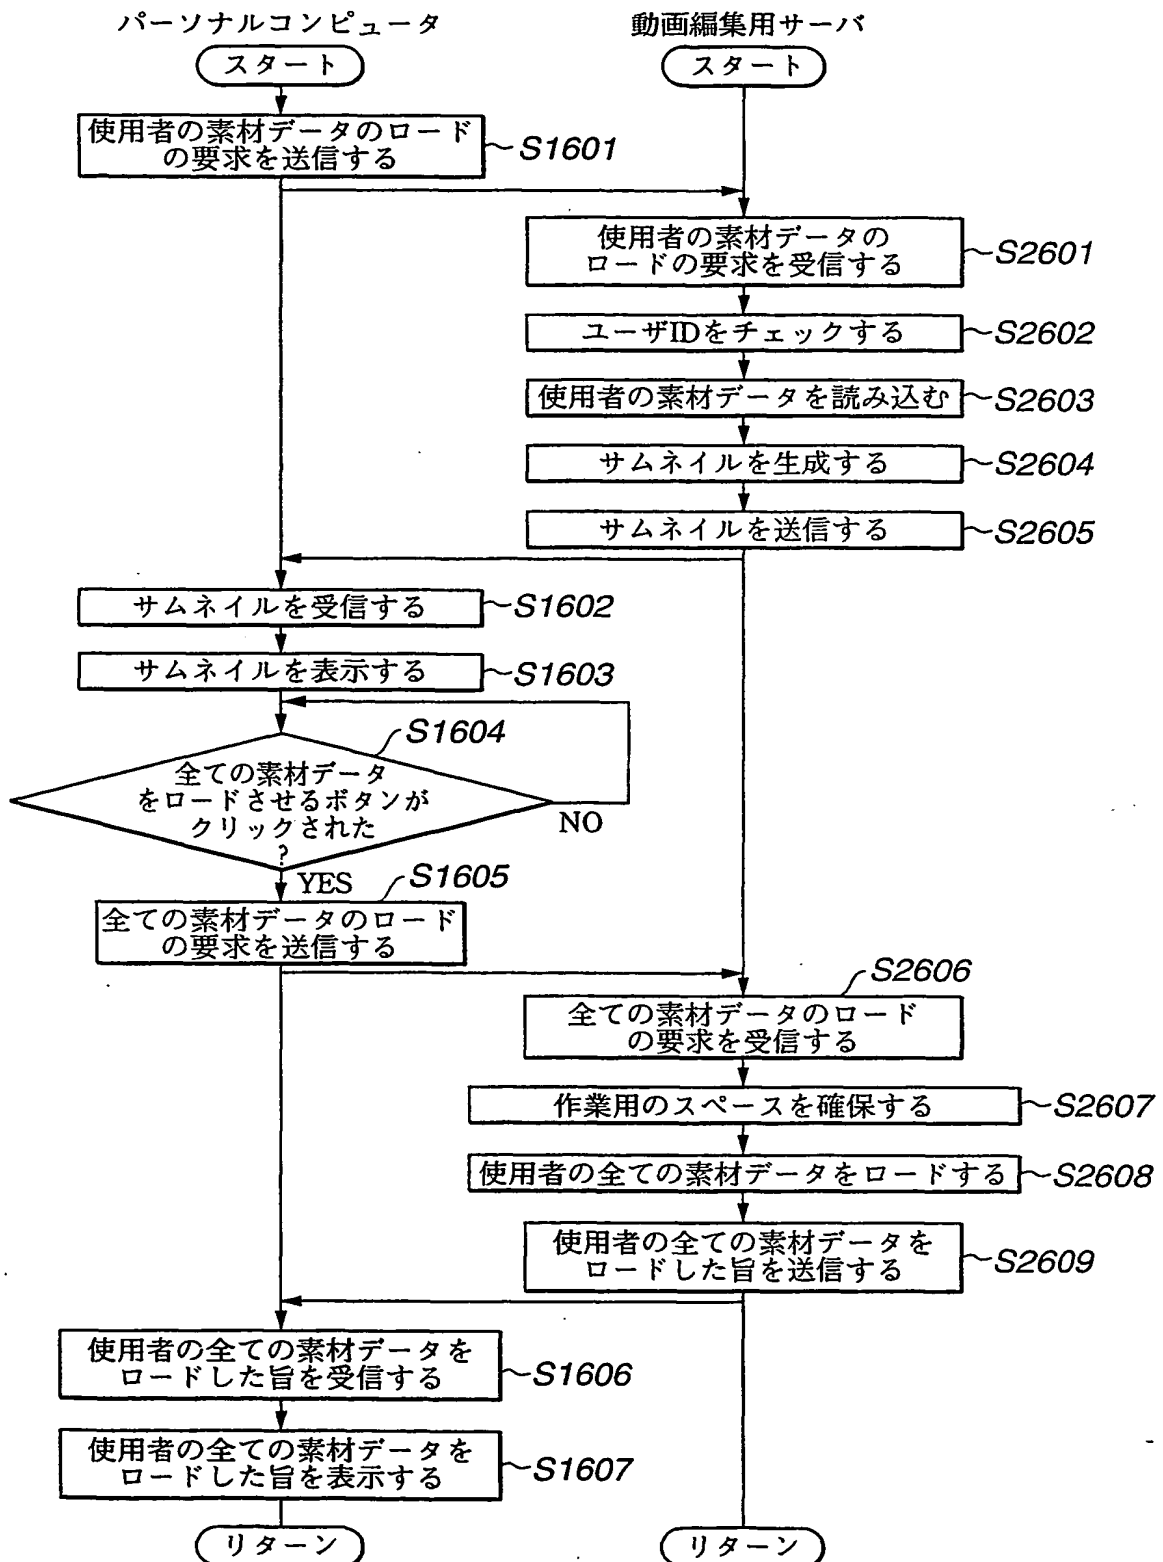 パーソナルコンピュータ
動画編集用サーバ
スタート
スタート
使用者の素材データのロード
の要求を送信する
S1601
使用者の素材データの
ロードの要求を受信する
S2601
ユーザIDをチェックする
S2602
使用者の素材データを読み込む
S2603
サムネイルを生成する
S2604
サムネイルを送信する
S2605
サムネイルを受信する
S1602
サムネイルを表示する
S1603
S1604
全ての素材データ
をロードさせるボタンが
クリックされた
?
NO
YES
S1605
全ての素材データのロード
の要求を送信する
S2606
全ての素材データのロード
の要求を受信する
作業用のスペースを確保する
S2607
使用者の全ての素材データをロードする
S2608
使用者の全ての素材データを
ロードした旨を送信する
S2609
使用者の全ての素材データを
ロードした旨を受信する
S1606
使用者の全ての素材データを
ロードした旨を表示する
S1607
リターン
リターン